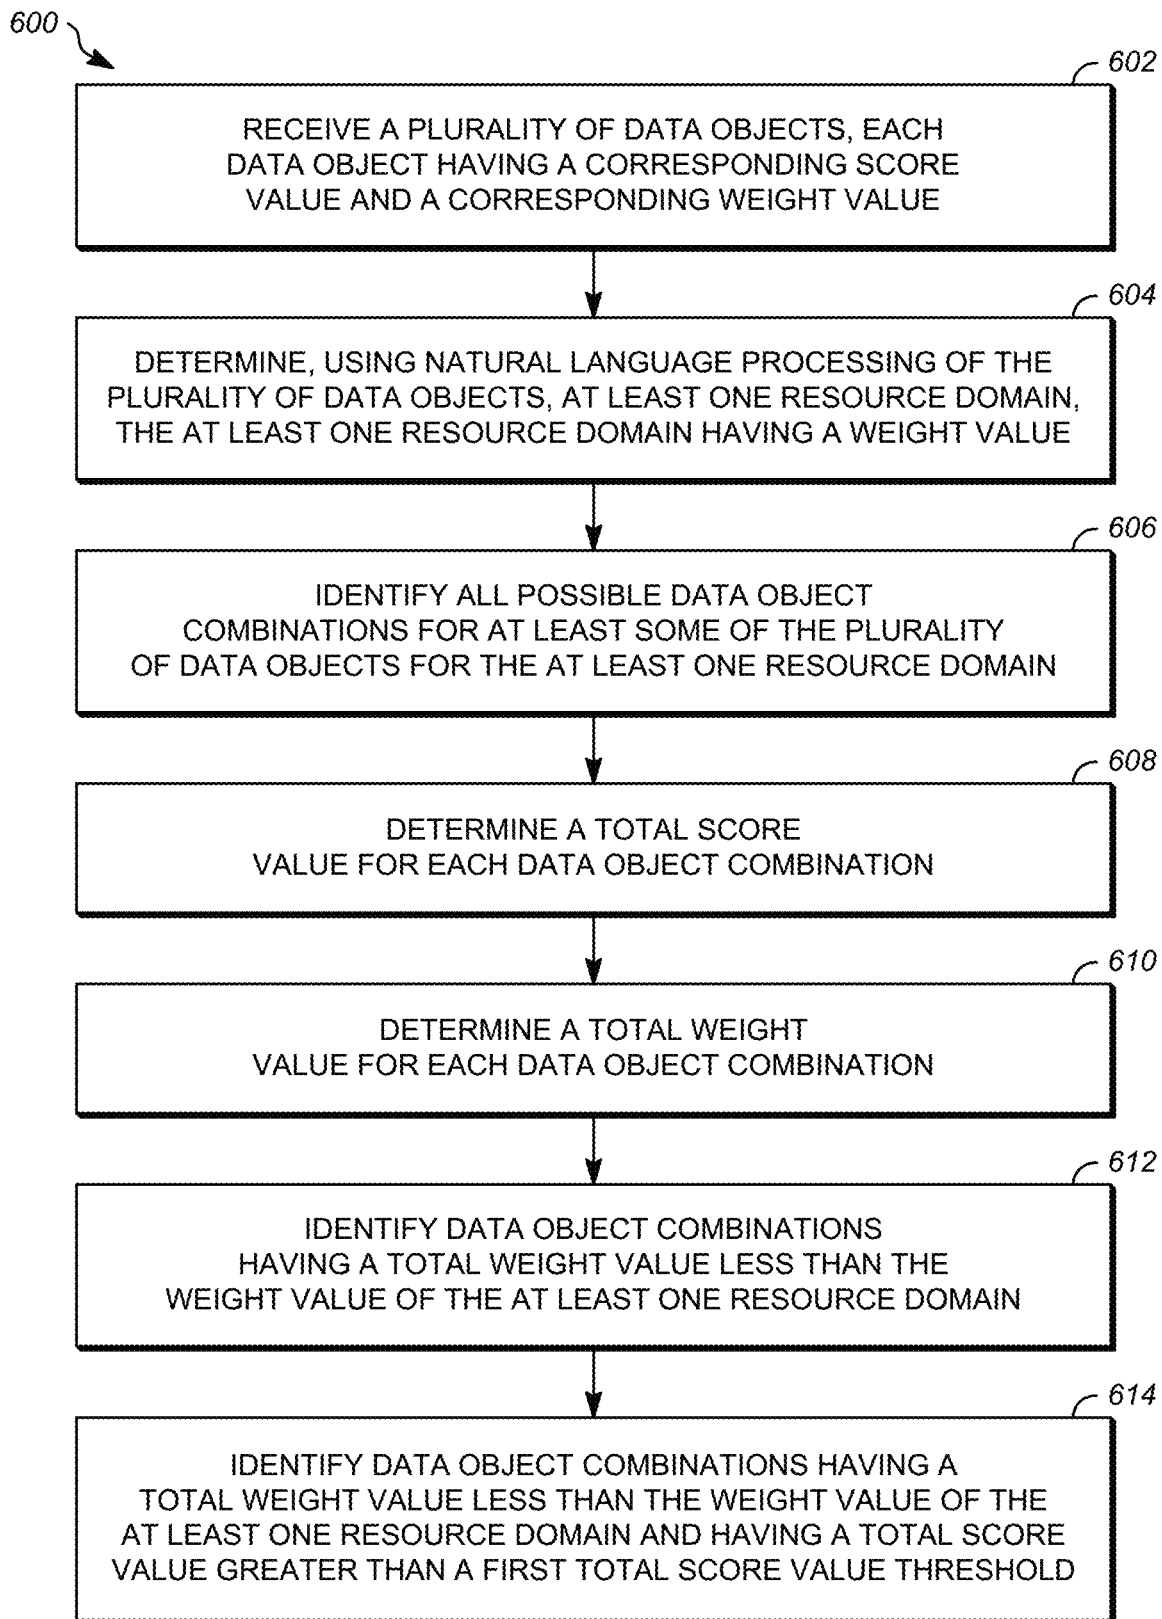 600
602
RECEIVE A PLURALITY OF DATA OBJECTS, EACH
DATA OBJECT HAVING A CORRESPONDING SCORE
VALUE AND A CORRESPONDING WEIGHT VALUE
604
DETERMINE, USING NATURAL LANGUAGE PROCESSING OF THE
PLURALITY OF DATA OBJECTS, AT LEAST ONE RESOURCE DOMAIN,
THE AT LEAST ONE RESOURCE DOMAIN HAVING A WEIGHT VALUE
606
IDENTIFY ALL POSSIBLE DATA OBJECT
COMBINATIONS FOR AT LEAST SOME OF THE PLURALITY
OF DATA OBJECTS FOR THE AT LEAST ONE RESOURCE DOMAIN
608
DETERMINE A TOTAL SCORE
VALUE FOR EACH DATA OBJECT COMBINATION
610
DETERMINE A TOTAL WEIGHT
VALUE FOR EACH DATA OBJECT COMBINATION
612
IDENTIFY DATA OBJECT COMBINATIONS
HAVING A TOTAL WEIGHT VALUE LESS THAN THE
WEIGHT VALUE OF THE AT LEAST ONE RESOURCE DOMAIN
614
IDENTIFY DATA OBJECT COMBINATIONS HAVING A
TOTAL WEIGHT VALUE LESS THAN THE WEIGHT VALUE OF THE
AT LEAST ONE RESOURCE DOMAIN AND HAVING A TOTAL SCORE
VALUE GREATER THAN A FIRST TOTAL SCORE VALUE THRESHOLD